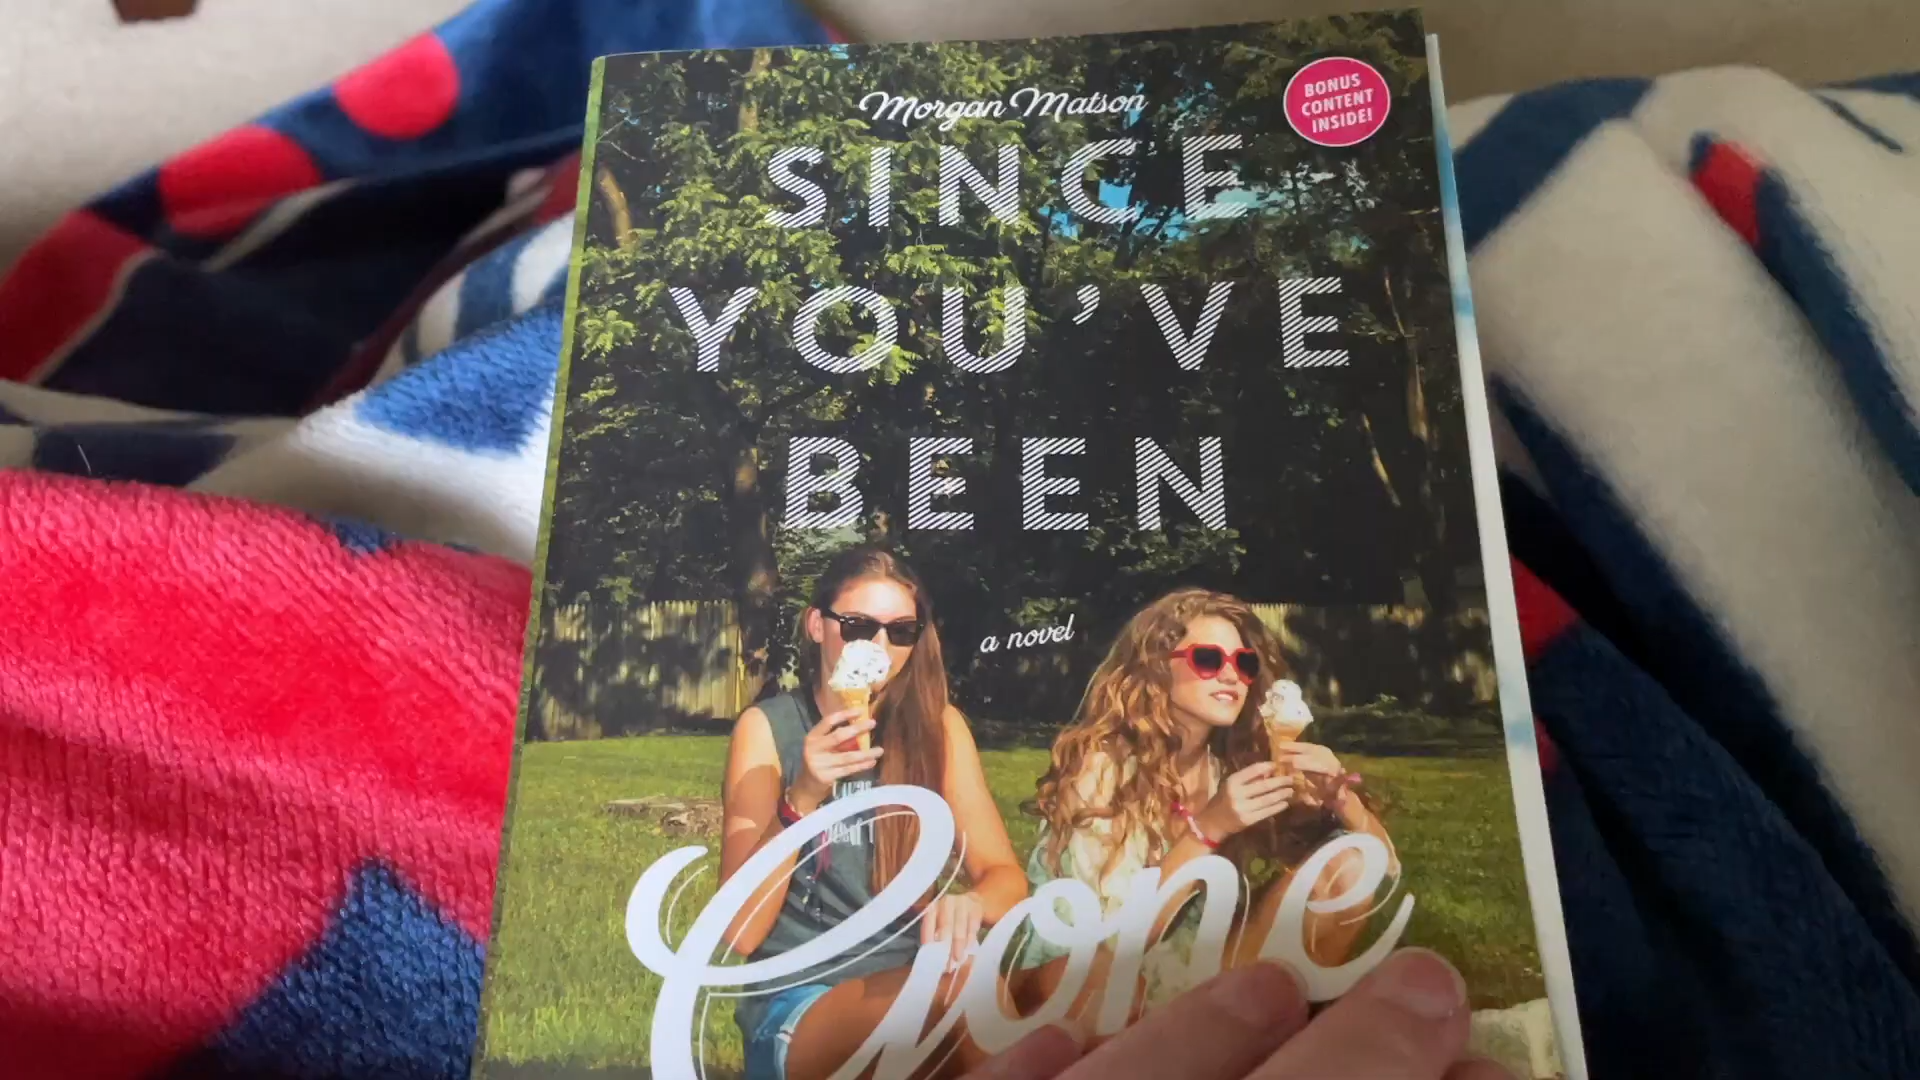 Morgan Matson
BONUS
CONTENT
INSIDE!
SINCE
YOU'VE
BEEN
a novel
Gone